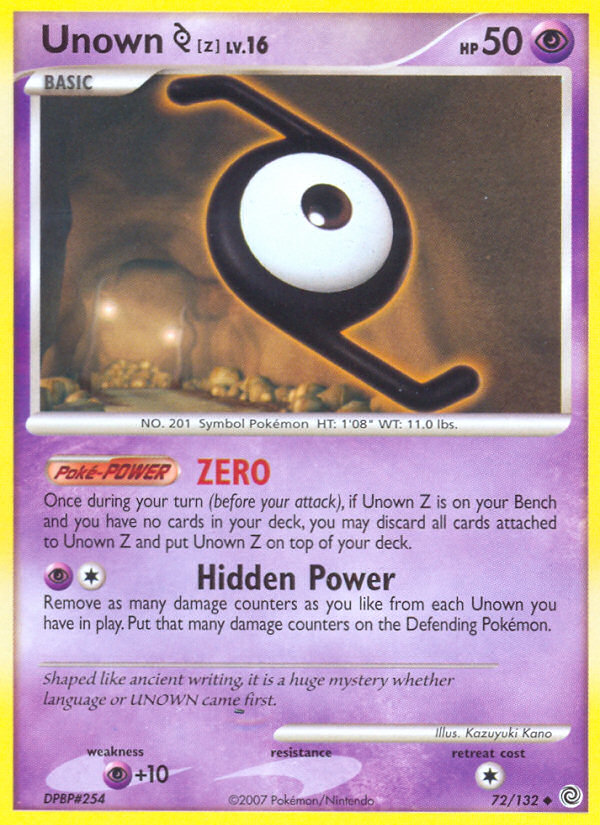 Unown [Z] LV.16 HP 50
BASIC
NO. 201 Symbol Pokémon HT: 1'08" WT: 11.0 lbs.
Poké-POWER ZERO
Once during your turn (before your attack), if Unown Z is on your Bench
and you have no cards in your deck, you may discard all cards attached
to Unown Z and put Unown Z on top of your deck.
Hidden Power
Remove as many damage counters as you like from each Unown you
have in play. Put that many damage counters on the Defending Pokémon.
Shaped like ancient writing, it is a huge mystery whether
language or UNOWN came first.
Illus. Kazuyuki Kano
weakness resistance retreat cost
+10
DPBP#254 ©2007 Pokémon/Nintendo 72/132